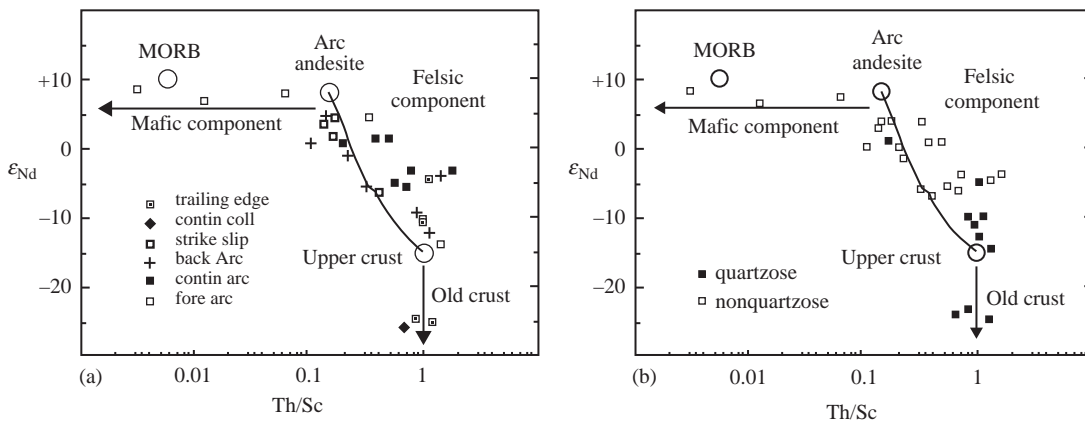 MORB
Arc
andesite
Felsic
component
Mafic component
Upper crust
Old crust
+10
0
−10
−20
εNd
trailing edge
contin coll
strike slip
back Arc
contin arc
fore arc
(a)
0.01
0.1
1
Th/Sc
MORB
Arc
andesite
Felsic
component
Mafic component
Upper crust
Old crust
+10
0
−10
−20
εNd
quartzose
nonquartzose
(b)
0.01
0.1
1
Th/Sc